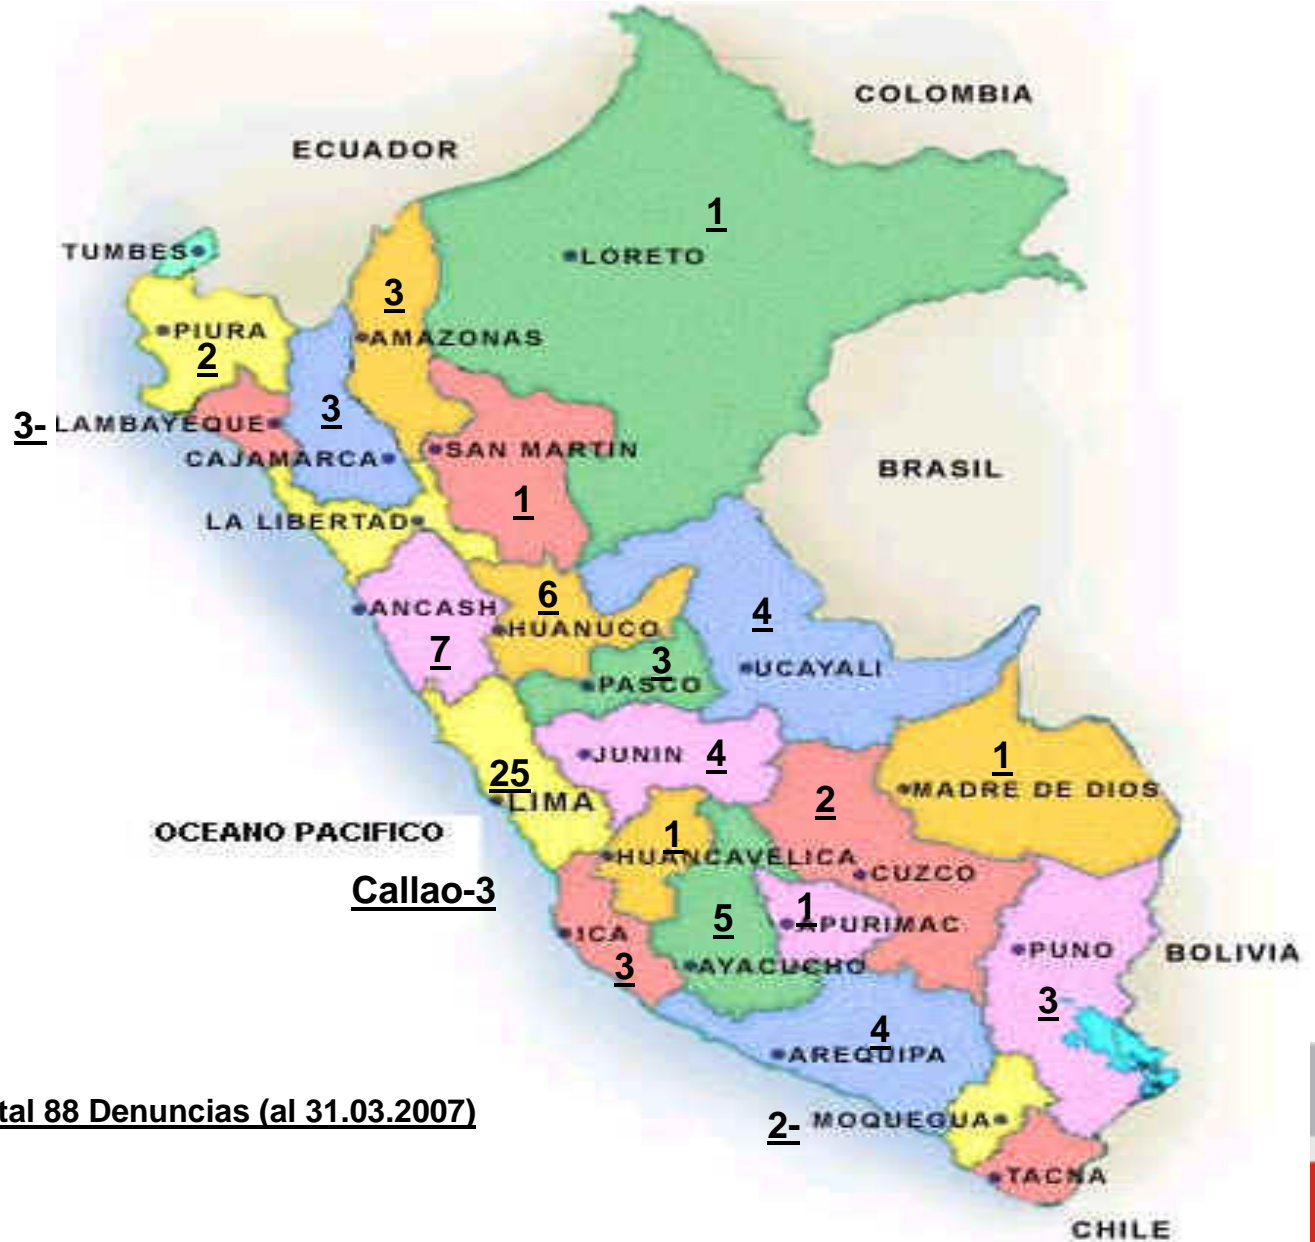 COLOMBIA
ECUADOR
1
TUMBES
LORETO
3
PIURA
AMAZONAS
2
3
3- LAMBAYEQUE
SAN MARTIN
CAJAMARCA
BRASIL
1
LA LIBERTAD
6
ANCASH
HUANUCO
4
7
3
UCAYALI
PASCO
JUNIN 4
1
25
MADRE DE DIOS
LIMA
2
OCEANO PACIFICO
1
HUANCAVELICA
CUZCO
Callao-3
1
5
APURIMAC
ICA
PUNO
BOLIVIA
3
AYACUCHO
3
4
AREQUIPA
tal 88 Denuncias (al 31.03.2007)
2- MOQUEGUA
TACNA
CHILE